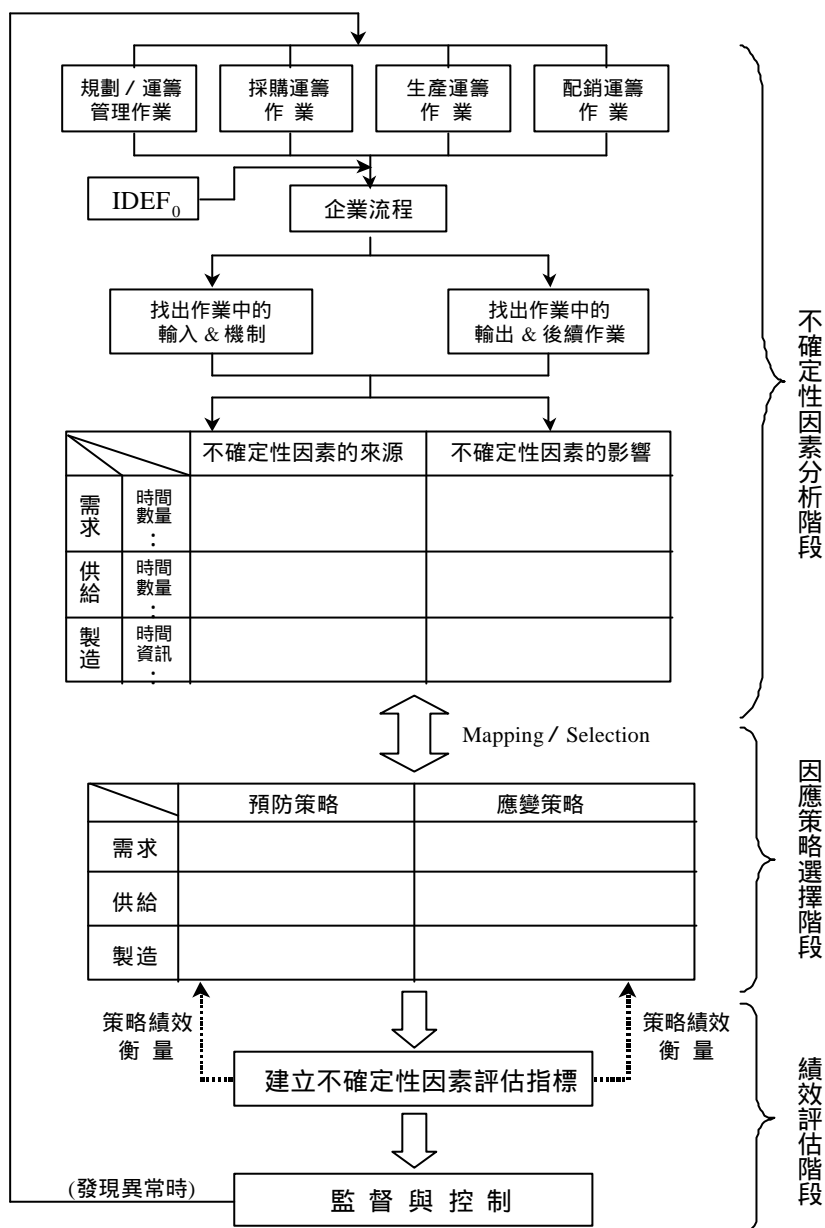 規劃 / 運籌
管理作業
採購運籌
作 業
生產運籌
作 業
配銷運籌
作 業
IDEF0
企業流程
找出作業中的
輸入 & 機制
找出作業中的
輸出 & 後續作業
不確定性因素的來源
不確定性因素的影響
需求
時間
數量
:
供給
時間
數量
:
製造
時間
資訊
:
不確定性因素分析階段
Mapping / Selection
預防策略
應變策略
需求
供給
製造
因應策略選擇階段
策略績效
衡 量
策略績效
衡 量
建立不確定性因素評估指標
(發現異常時)
監 督 與 控 制
績效評估階段